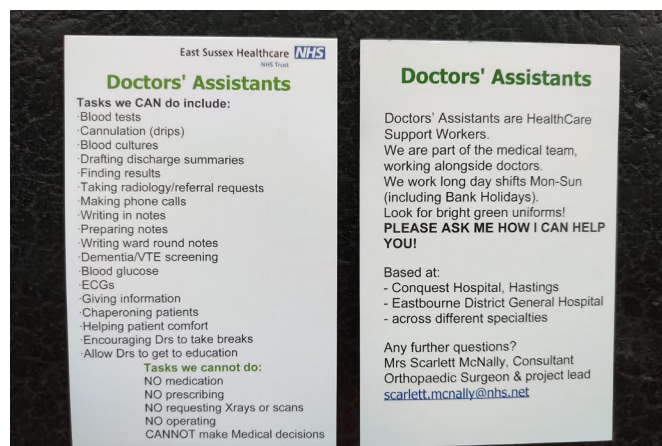 East Sussex Healthcare NHS
NHS Trust
Doctors' Assistants
Tasks we CAN do include:
·Blood tests
·Cannulation (drips)
·Blood cultures
·Drafting discharge summaries
·Finding results
·Taking radiology/referral requests
·Making phone calls
·Writing in notes
·Preparing notes
·Writing ward round notes
·Dementia/VTE screening
·Blood glucose
·ECGs
·Giving information
·Chaperoning patients
·Helping patient comfort
·Encouraging Drs to take breaks
·Allow Drs to get to education
Tasks we cannot do:
NO medication
NO prescribing
NO requesting Xrays or scans
NO operating
CANNOT make Medical decisions
Doctors' Assistants
Doctors' Assistants are HealthCare
Support Workers.
We are part of the medical team,
working alongside doctors.
We work long day shifts Mon-Sun
(including Bank Holidays).
Look for bright green uniforms!
PLEASE ASK ME HOW I CAN HELP
YOU!
Based at:
- Conquest Hospital, Hastings
- Eastbourne District General Hospital
- across different specialties
Any further questions?
Mrs Scarlett McNally, Consultant
Orthopaedic Surgeon & project lead
scarlett.mcnally@nhs.net